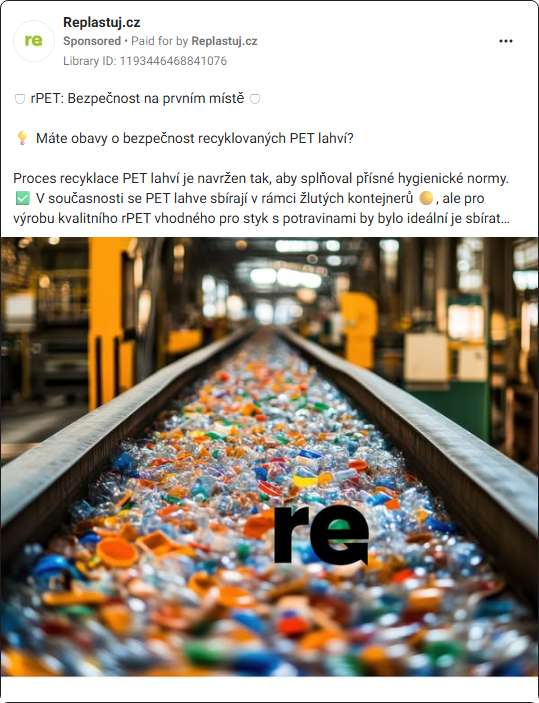 re
Replastuj.cz
Sponsored • Paid for by Replastuj.cz
Library ID: 1193446468841076
rPET: Bezpečnost na prvním místě
💡 Máte obavy o bezpečnost recyklovaných PET lahví?
Proces recyklace PET lahví je navržen tak, aby splňoval přísné hygienické normy.
✅ V současnosti se PET lahve sbírají v rámci žlutých kontejnerů 🟡, ale pro
výrobu kvalitního rPET vhodného pro styk s potravinami by bylo ideální je sbírat...
re